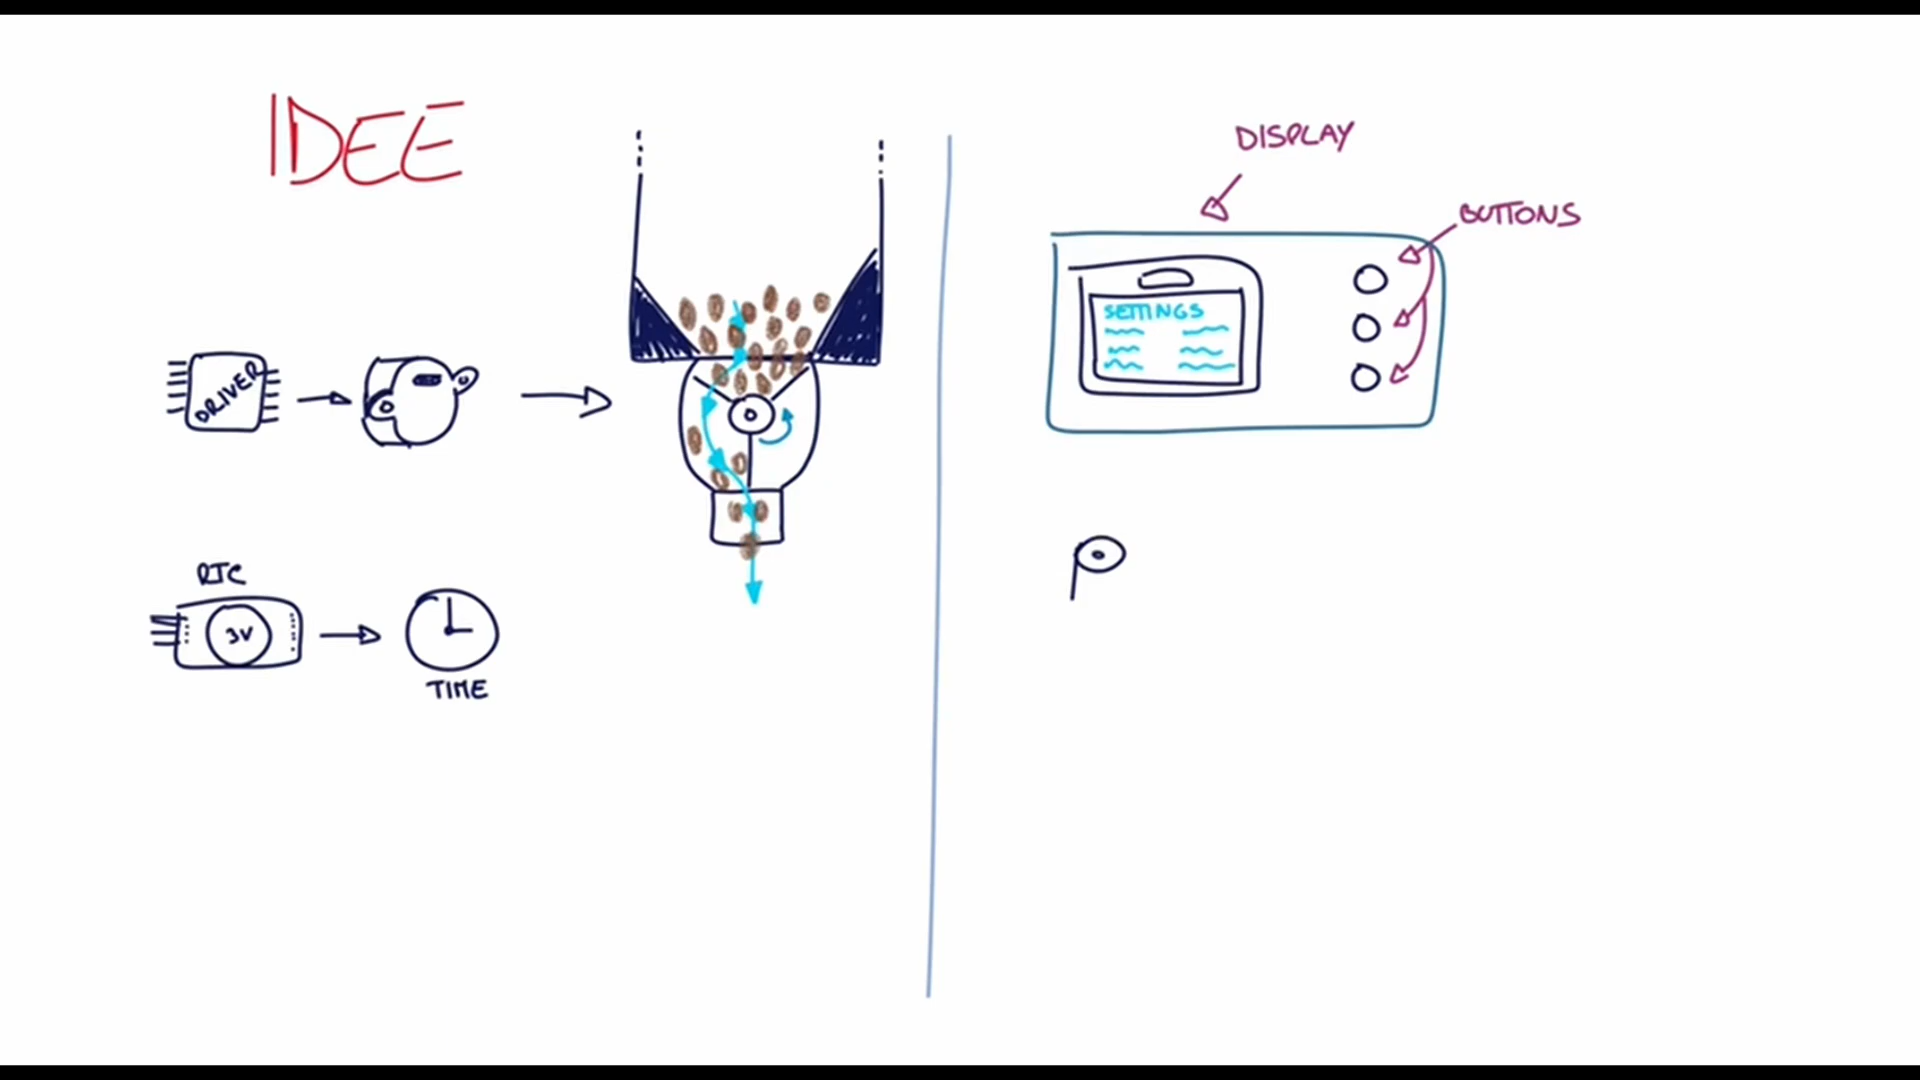 IDEE
DRIVER
RTC
3V
TIME
DISPLAY
BUTTONS
SETTINGS